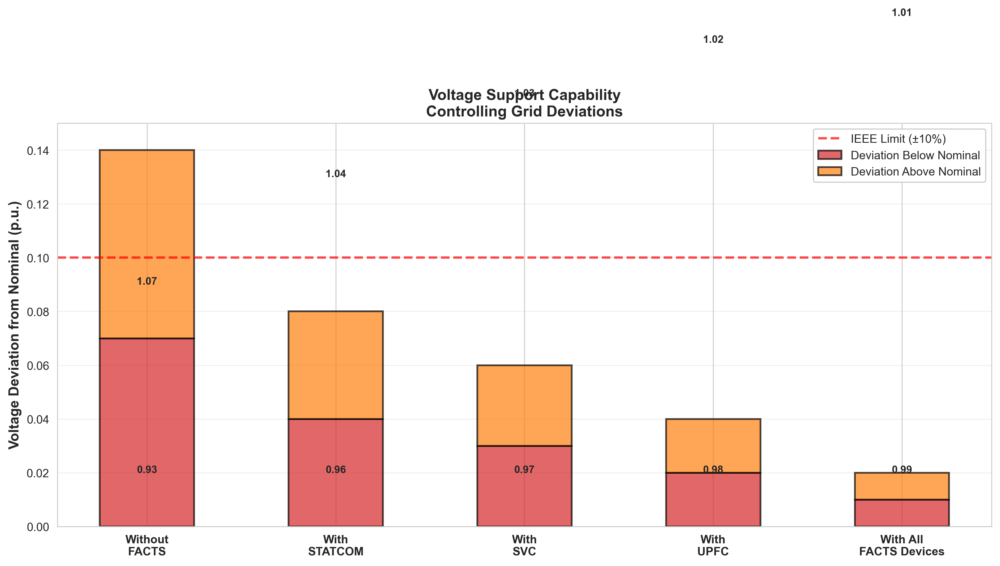 1.01
1.02
1.03
Voltage Support Capability
Controlling Grid Deviations
IEEE Limit (±10%)
Deviation Below Nominal
Deviation Above Nominal
Voltage Deviation from Nominal (p.u.)
0.14
0.12
0.10
0.08
0.06
0.04
0.02
0.00
1.04
1.07
0.93
0.96
0.97
0.98
0.99
Without
FACTS
With
STATCOM
With
SVC
With
UPFC
With All
FACTS Devices